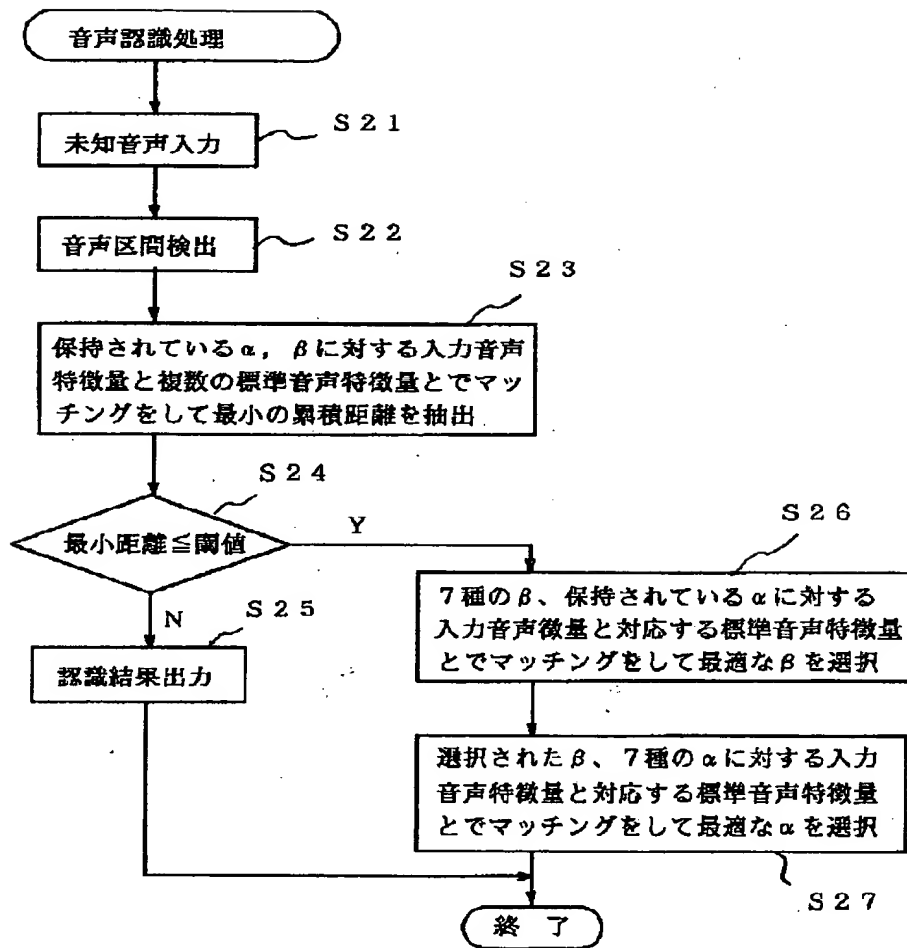 音声認識処理
S21
未知音声入力
S22
音声区間検出
S23
保持されているα，βに対する入力音声
特徴量と複数の標準音声特徴量とでマッ
チングをして最小の累積距離を抽出
S24
最小距離≦閾値
Y
N
S25
認識結果出力
S26
7種のβ、保持されているαに対する
入力音声徴量と対応する標準音声特徴量
とでマッチングをして最適なβを選択
選択されたβ、7種のαに対する入力
音声特徴量と対応する標準音声特徴量
とでマッチングをして最適なαを選択
S27
終 了